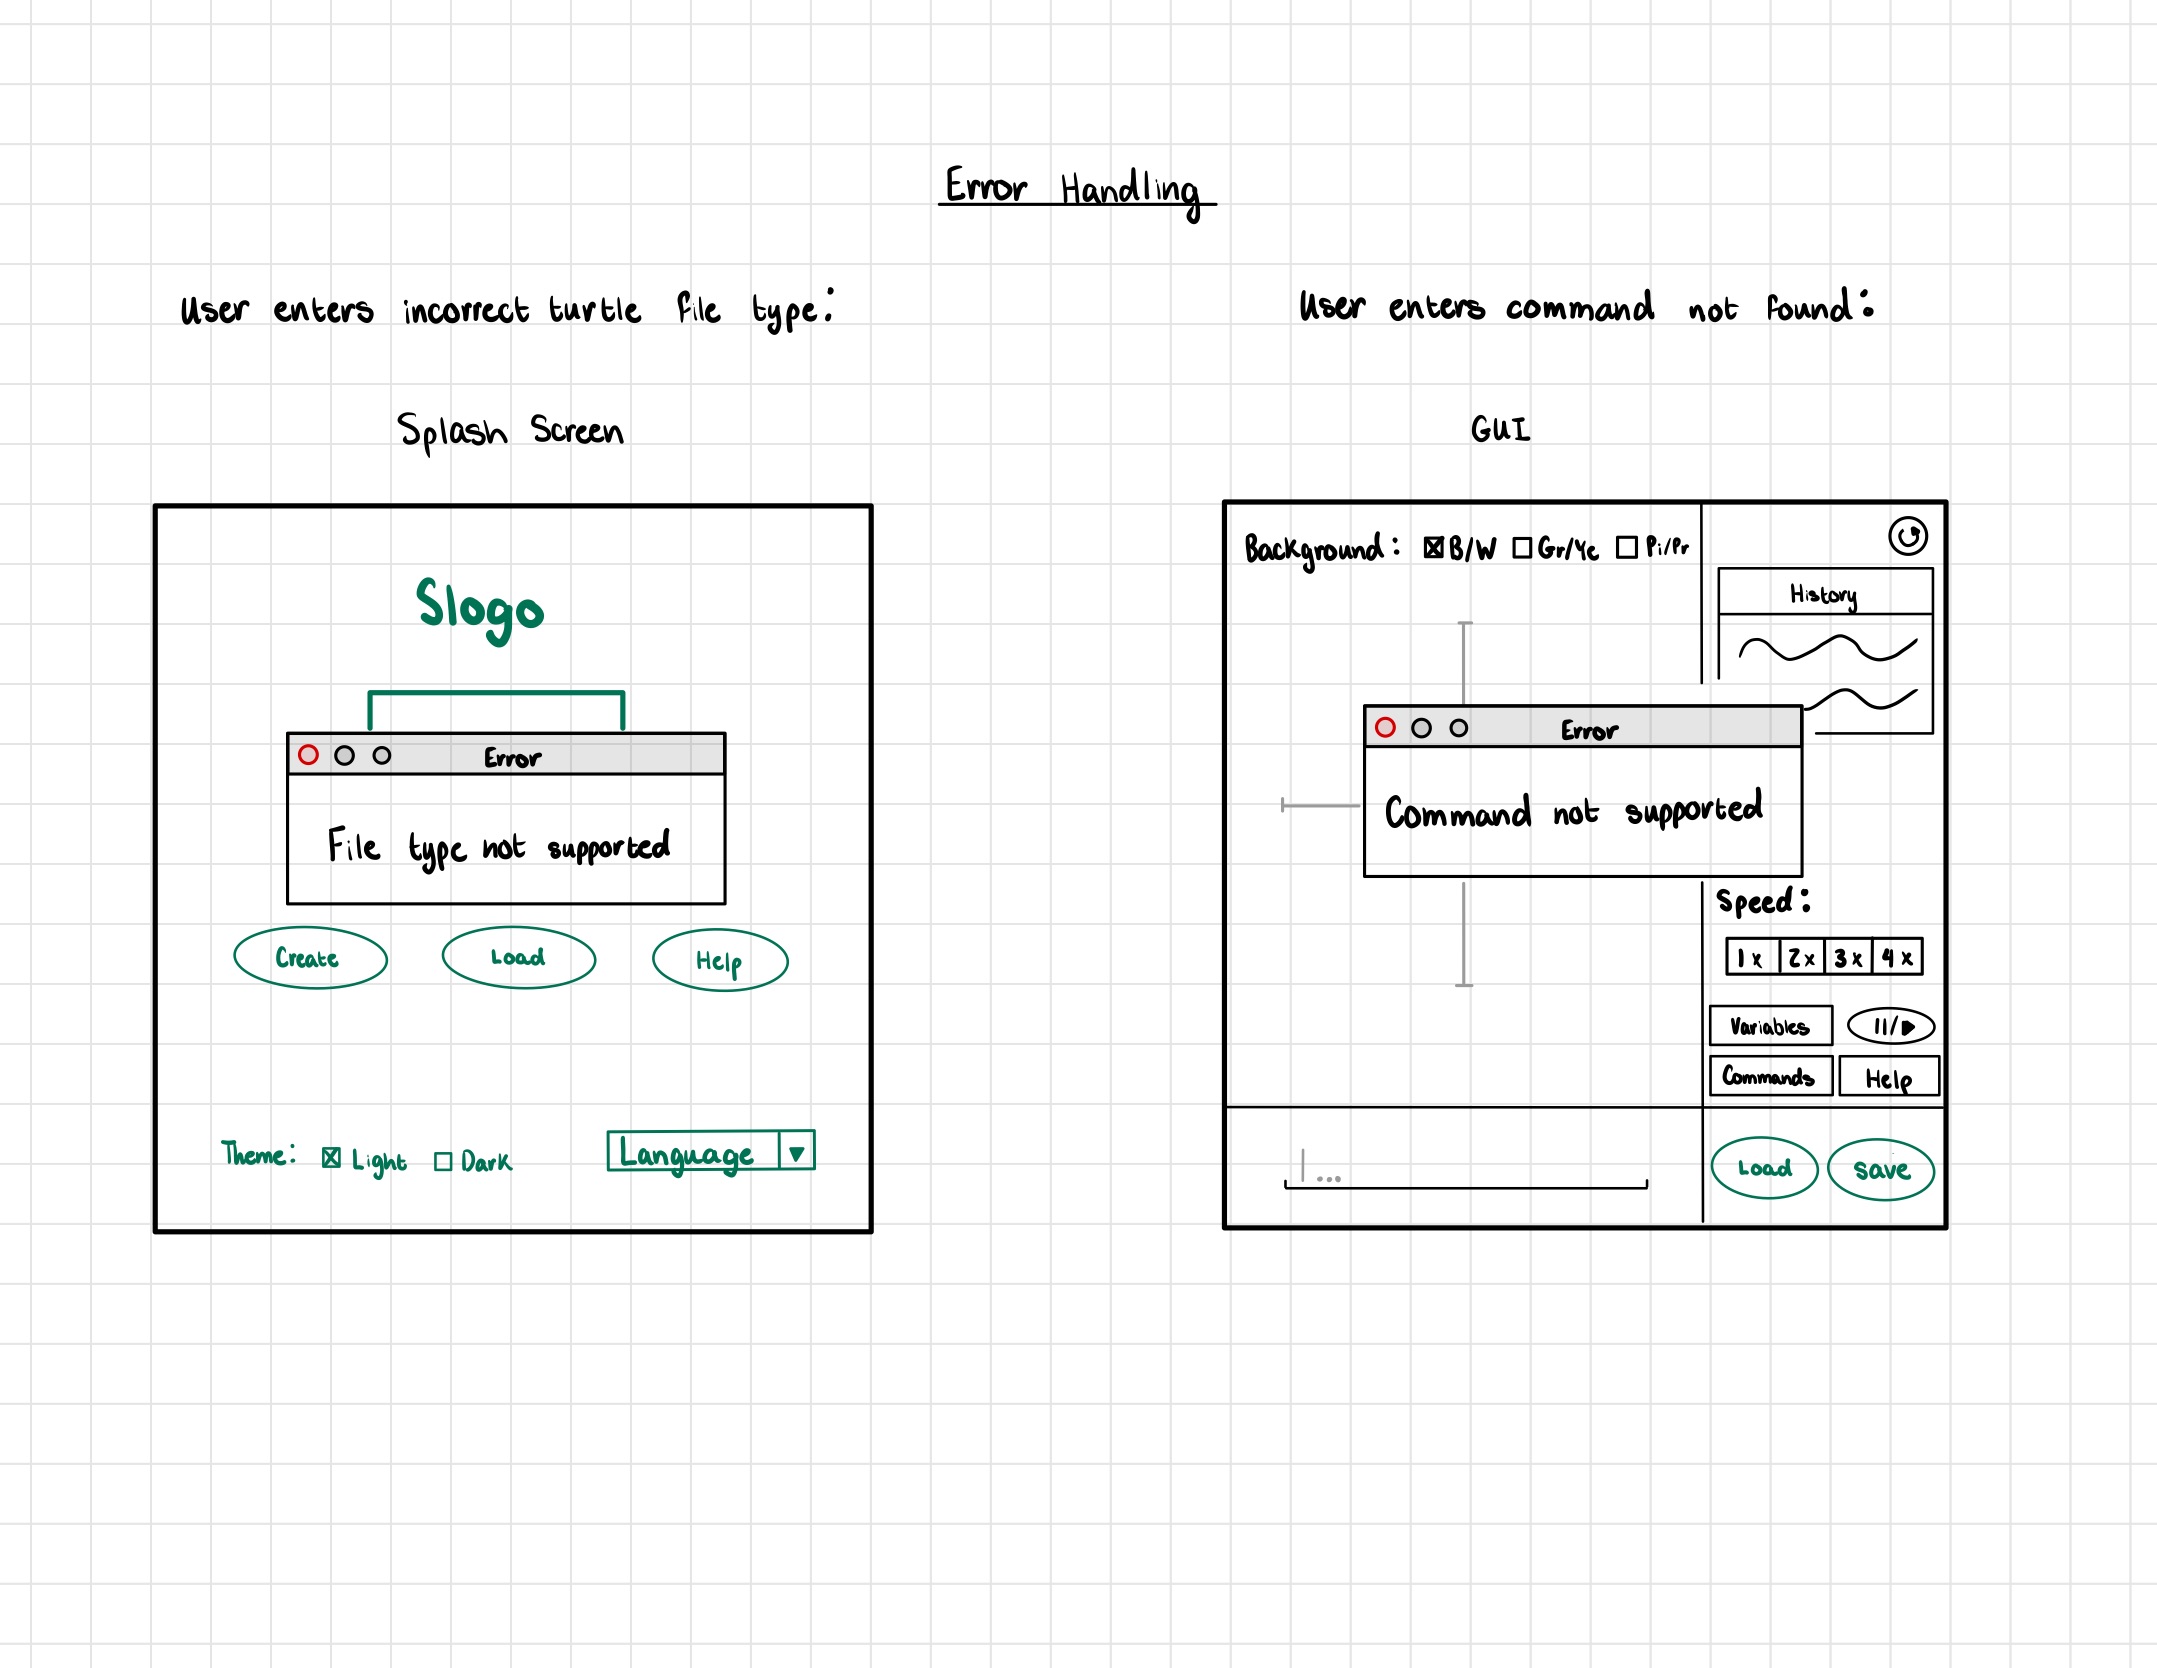 Error Handling
User enters incorrect turtle file type:
Splash Screen
Slogo
Error
File type not supported
Create Load Help
Theme: Light Dark
Language
User enters command not found:
GUI
Background: B/W Gr/Ye Pi/Pr
History
Error
Command not supported
Speed:
1x 2x 3x 4x
Variables
Commands Help
...
Load Save